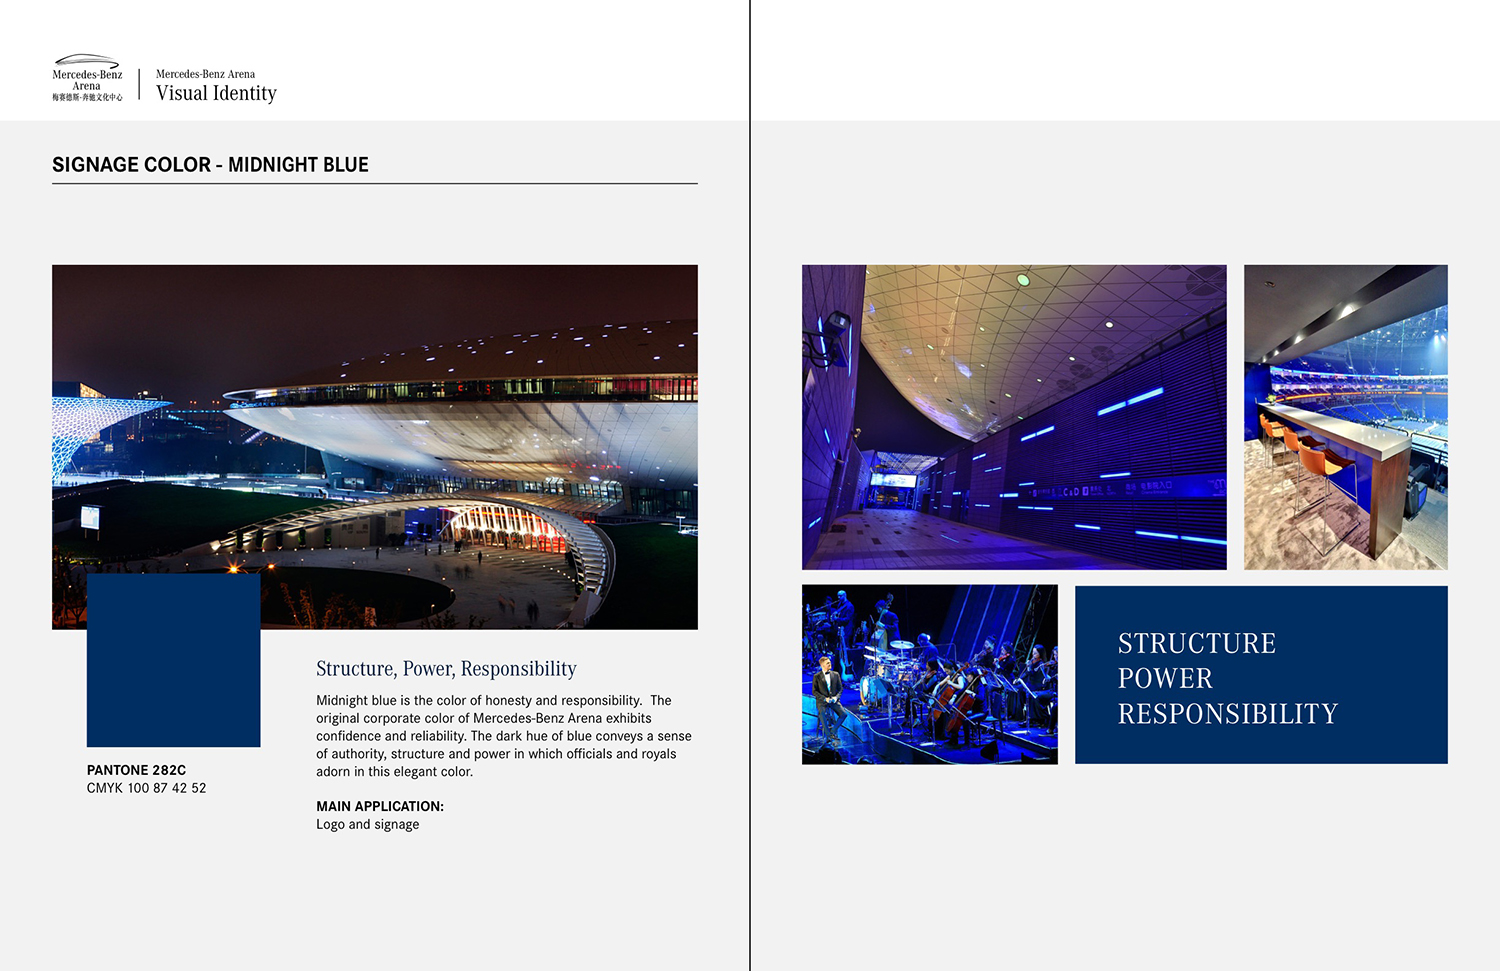 Mercedes-Benz
Arena
梅赛德斯-奔驰文化中心
Mercedes-Benz Arena
Visual Identity
SIGNAGE COLOR - MIDNIGHT BLUE
PANTONE 282C
CMYK 100 87 42 52
Structure, Power, Responsibility
Midnight blue is the color of honesty and responsibility.  The
original corporate color of Mercedes-Benz Arena exhibits
confidence and reliability. The dark hue of blue conveys a sense
of authority, structure and power in which officials and royals
adorn in this elegant color.
MAIN APPLICATION:
Logo and signage
STRUCTURE
POWER
RESPONSIBILITY